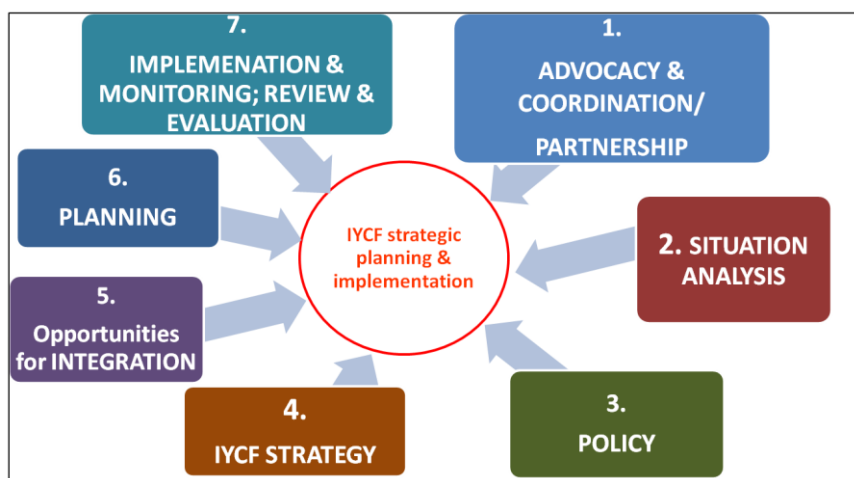 7.
IMPLEMENATION &
MONITORING; REVIEW &
EVALUATION
1.
ADVOCACY &
COORDINATION/
PARTNERSHIP
6.
PLANNING
IYCF strategic
planning &
implementation
2. SITUATION
ANALYSIS
5.
Opportunities
for INTEGRATION
4.
IYCF STRATEGY
3.
POLICY